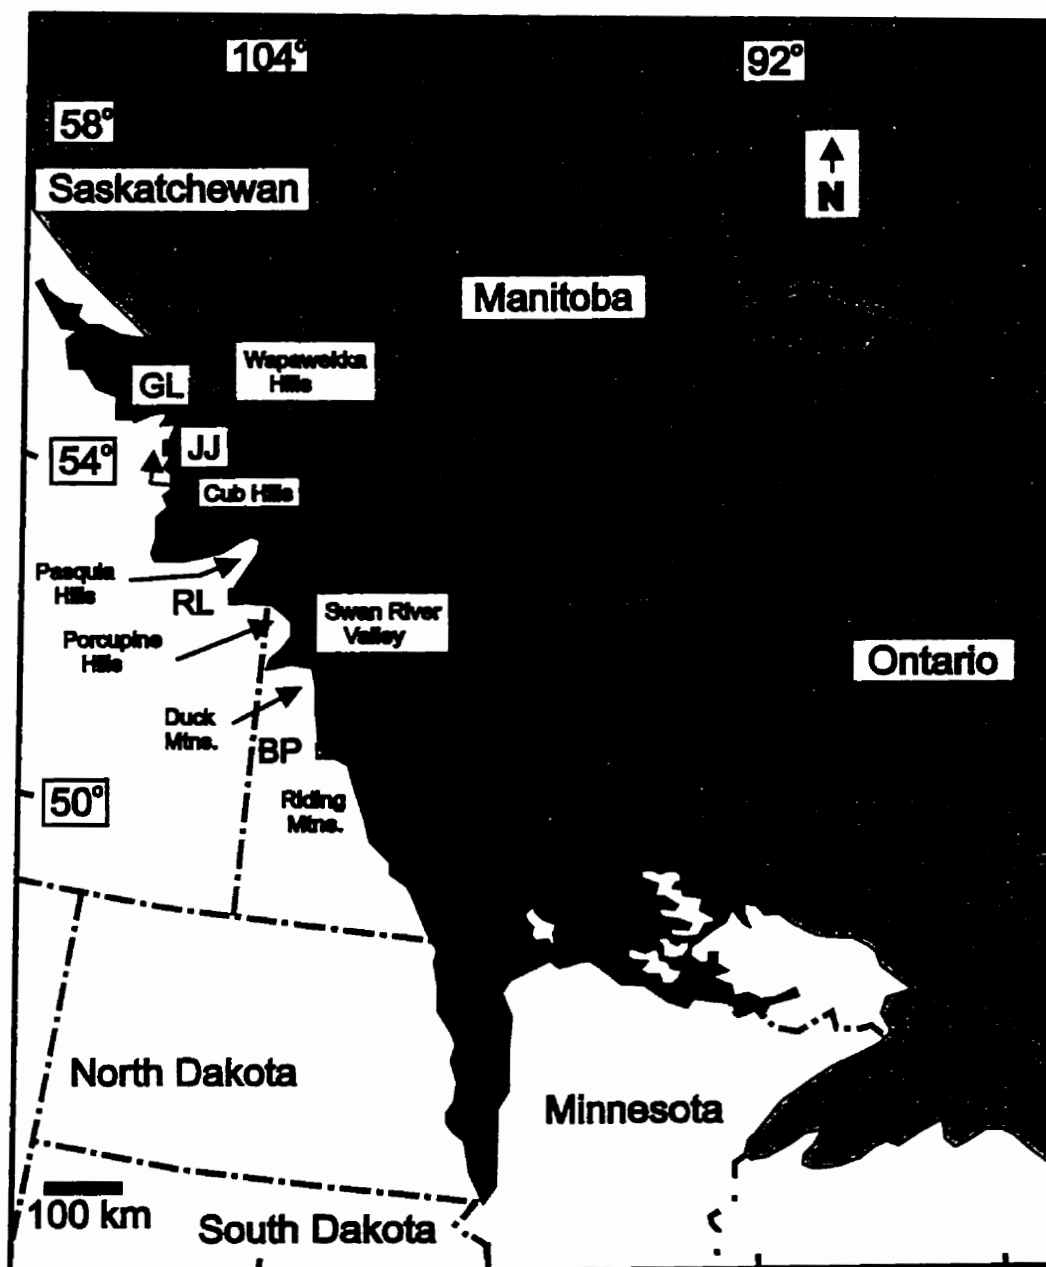 104°
92°
58°
N
Saskatchewan
Manitoba
Wapawekka
Hills
GL
JJ
54°
Cub Hills
Pasquia
Hills
RL
Swan River
Valley
Porcupine
Hills
Ontario
Duck
Mtns.
BP
50°
Riding
Mtns.
North Dakota
Minnesota
100 km
South Dakota